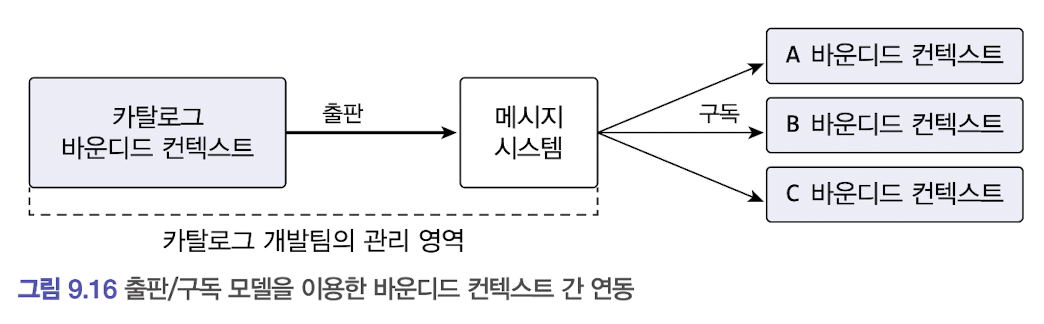 카탈로그
바운디드 컨텍스트
출판
메시지
시스템
구독
A 바운디드 컨텍스트
B 바운디드 컨텍스트
C 바운디드 컨텍스트
카탈로그 개발팀의 관리 영역
그림 9.16 출판/구독 모델을 이용한 바운디드 컨텍스트 간 연동